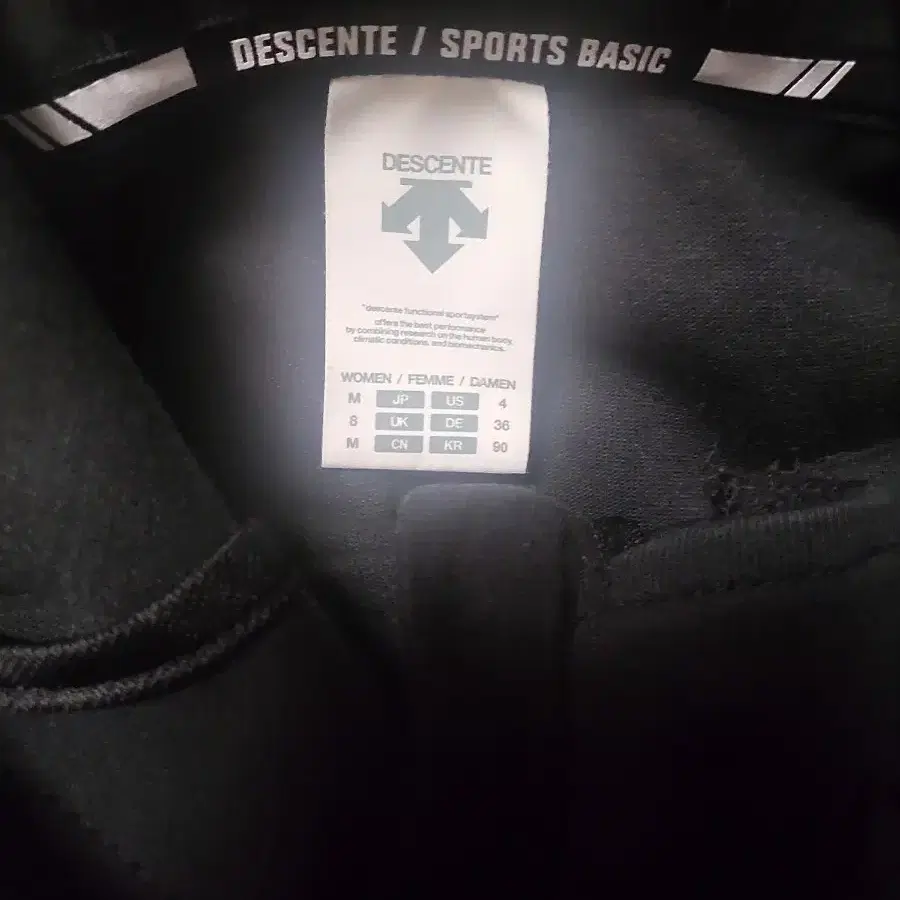 DESCENTE / SPORTS BASIC
DESCENTE
"descente functional sportsystem"
offers the best performance
by combining research on the human body,
climatic conditions, and biomechanics.
WOMEN / FEMME / DAMEN
M JP US 4
8 UK DE 36
M CN KR 90